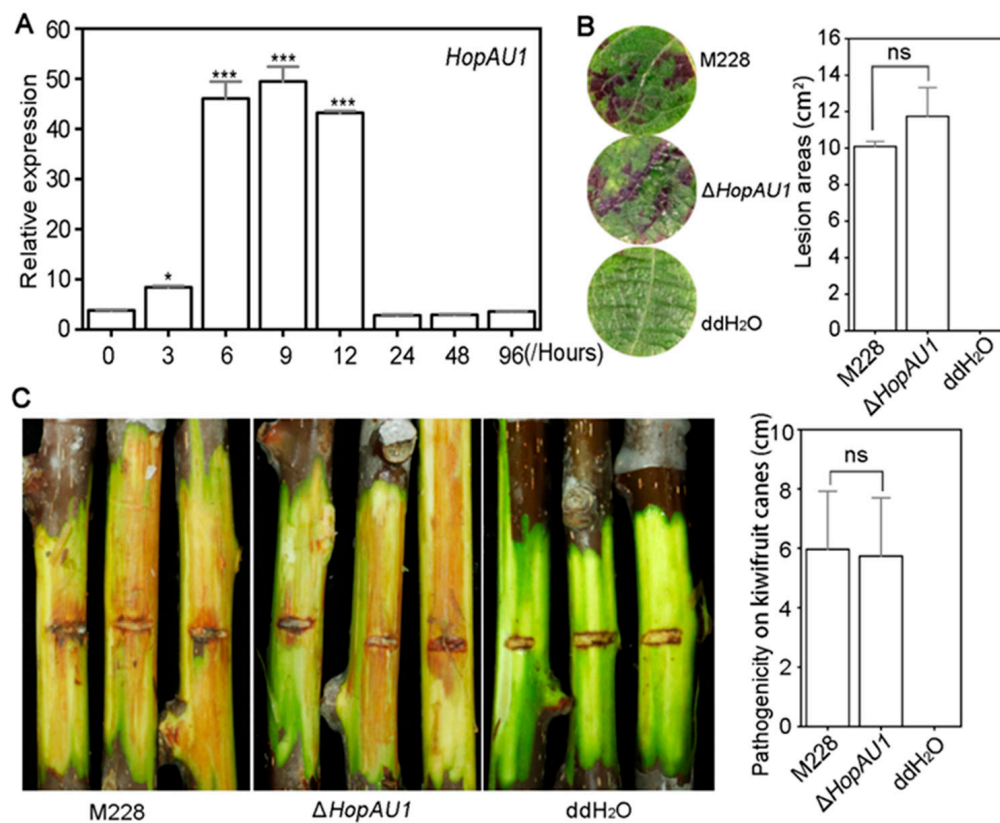 A
60
50
40
30
20
10
0
Relative expression
HopAU1
*
***
***
***
0 3 6 9 12 24 48 96(/Hours)
B
M228
ΔHopAU1
ddH₂O
16
14
12
10
8
6
4
2
0
Lesion areas (cm²)
ns
M228
ΔHopAU1
ddH₂O
C
M228 ΔHopAU1 ddH₂O
10
8
6
4
2
0
Pathogenicity on kiwifruit canes (cm)
ns
M228
ΔHopAU1
ddH₂O